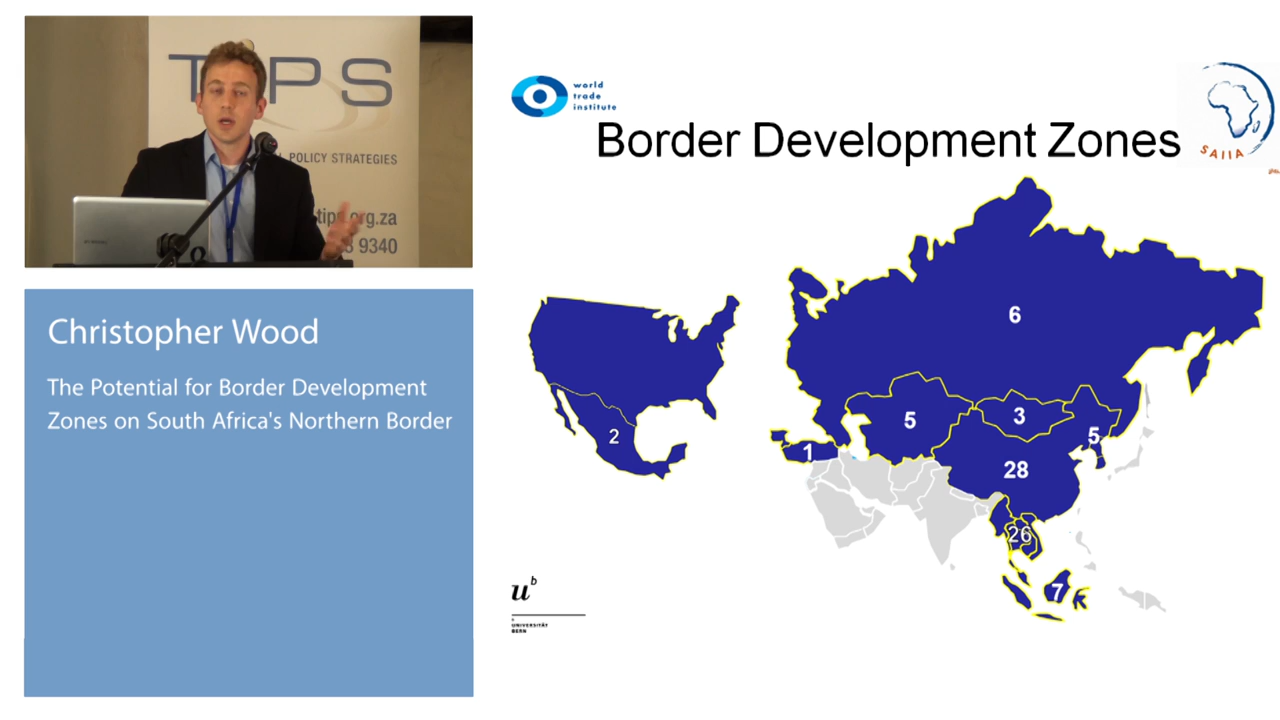 TIPS
L POLICY STRATEGIES
tips.org.za
3 9340
Christopher Wood
The Potential for Border Development
Zones on South Africa's Northern Border
world
trade
institute
SAIIA
Border Development Zones
6
5
3
5
1
28
2
26
7
u
b
UNIVERSITÄT
BERN